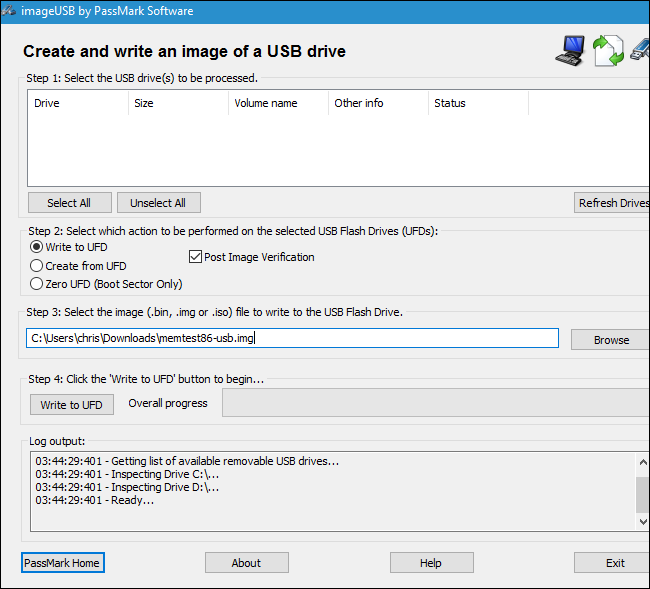 imageUSB by PassMark Software
Create and write an image of a USB drive
Step 1: Select the USB drive(s) to be processed.
Drive Size Volume name Other info Status
Select All Unselect All Refresh Drives
Step 2: Select which action to be performed on the selected USB Flash Drives (UFDs):
Write to UFD
Post Image Verification
Create from UFD
Zero UFD (Boot Sector Only)
Step 3: Select the image (.bin, .img or .iso) file to write to the USB Flash Drive.
C:\Users\chris\Downloads\memtest86-usb.img
Browse
Step 4: Click the 'Write to UFD' button to begin...
Write to UFD Overall progress
Log output:
03:44:29:401 - Getting list of available removable USB drives...
03:44:29:401 - Inspecting Drive C:\...
03:44:29:401 - Inspecting Drive D:\...
03:44:29:401 - Ready...
PassMark Home About Help Exit